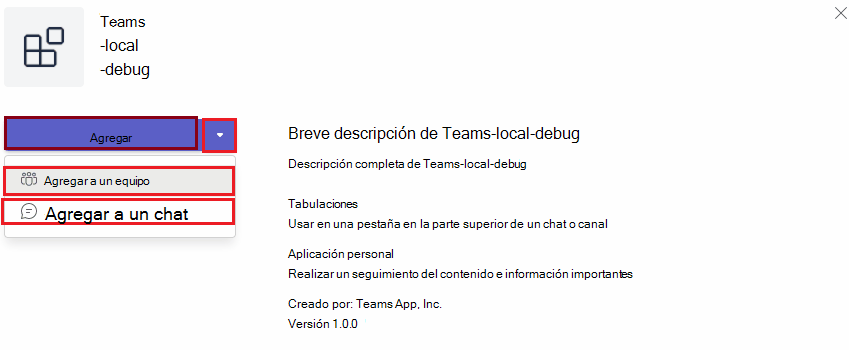 Teams
-local
-debug
Agregar
Agregar a un equipo
Agregar a un chat
Breve descripción de Teams-local-debug
Descripción completa de Teams-local-debug
Tabulaciones
Usar en una pestaña en la parte superior de un chat o canal
Aplicación personal
Realizar un seguimiento del contenido e información importantes
Creado por: Teams App, Inc.
Versión 1.0.0